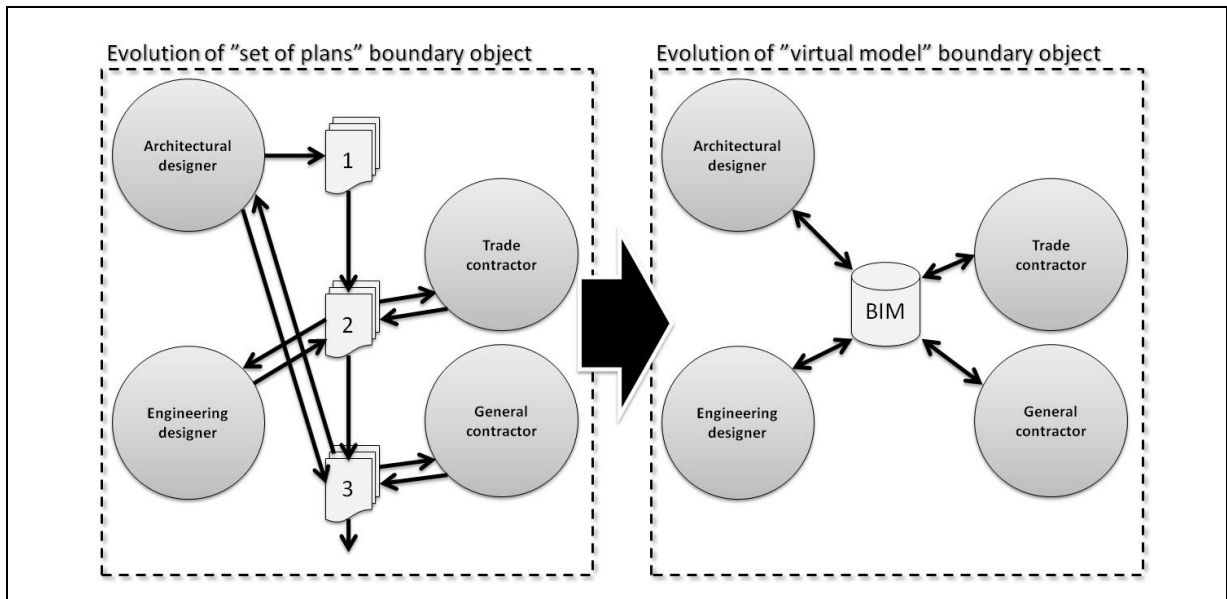 Evolution of ”set of plans” boundary object
Architectural
designer
1
Trade
contractor
2
Engineering
designer
General
contractor
3
Evolution of ”virtual model” boundary object
Architectural
designer
Trade
contractor
BIM
Engineering
designer
General
contractor